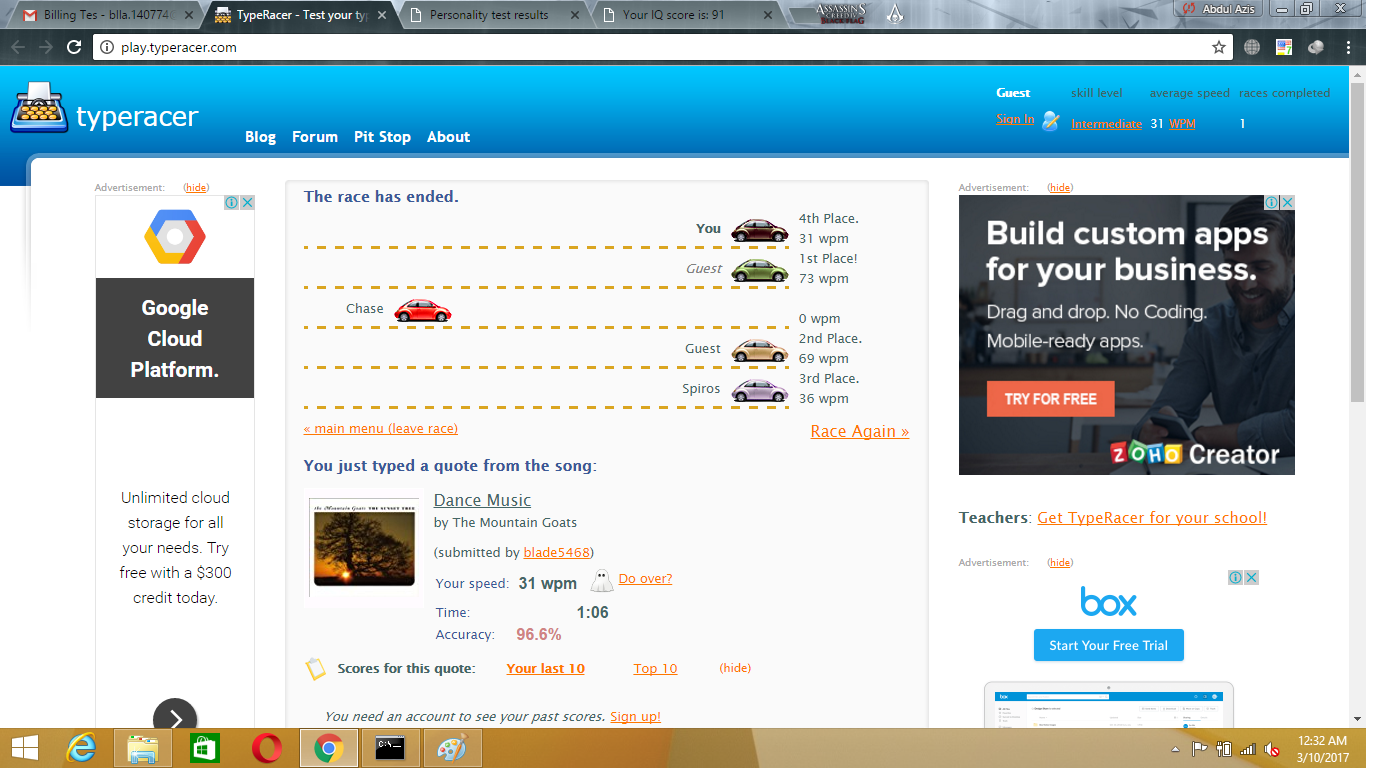 Billing Tes - blla.140774
TypeRacer - Test your typ
Personality test results
Your IQ score is: 91
ASSASSIN'S CREED IV
BLACK FLAG
Abdul Azis
play.typeracer.com
typeracer
Blog Forum Pit Stop About
Guest skill level average speed races completed
Sign In Intermediate 31 WPM 1
Advertisement: (hide)
Google
Cloud
Platform.
Unlimited cloud
storage for all
your needs. Try
free with a $300
credit today.
The race has ended.
You
4th Place.
31 wpm
Guest
1st Place!
73 wpm
Chase
0 wpm
Guest
2nd Place.
69 wpm
Spiros
3rd Place.
36 wpm
« main menu (leave race) Race Again »
You just typed a quote from the song:
the Mountain Goats THE SUNSET TREE
Dance Music
by The Mountain Goats
(submitted by blade5468)
Your speed: 31 wpm Do over?
Time: 1:06
Accuracy: 96.6%
Scores for this quote: Your last 10 Top 10 (hide)
You need an account to see your past scores. Sign up!
Advertisement: (hide)
Build custom apps
for your business.
Drag and drop. No Coding.
Mobile-ready apps.
TRY FOR FREE
ZOHO Creator
Teachers: Get TypeRacer for your school!
Advertisement: (hide)
box
Start Your Free Trial
box
C:\_
12:32 AM
3/10/2017